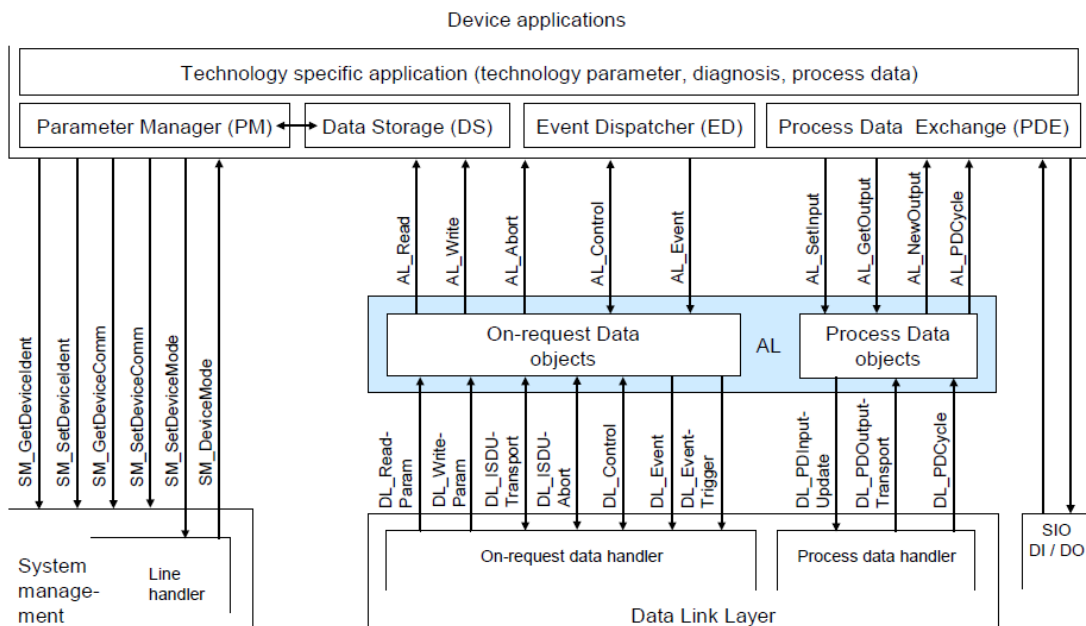 Device applications
Technology specific application (technology parameter, diagnosis, process data)
Parameter Manager (PM)
Data Storage (DS)
Event Dispatcher (ED)
Process Data Exchange (PDE)
SM_GetDeviceIdent
SM_SetDeviceIdent
SM_GetDeviceComm
SM_SetDeviceComm
SM_SetDeviceMode
SM_DeviceMode
AL_Read
AL_Write
AL_Abort
AL_Control
AL_Event
AL_SetInput
AL_GetOutput
AL_NewOutput
AL_PDCycle
On-request Data
objects
AL
Process Data
objects
DL_Read-
Param
DL_Write-
Param
DL_ISDU-
Transport
DL_ISDU-
Abort
DL_Control
DL_Event
DL_Event-
Trigger
DL_PDInput-
Update
DL_PDOutput-
Transport
DL_PDCycle
System
manage-
ment
Line
handler
On-request data handler
Process data handler
Data Link Layer
SIO
DI / DO